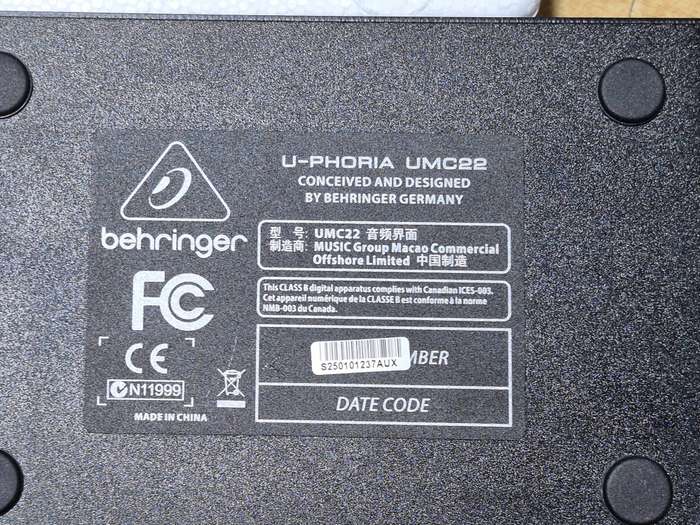 behringer
FC
CE
N11999
MADE IN CHINA
U-PHORIA UMC22
CONCEIVED AND DESIGNED
BY BEHRINGER GERMANY
型 号: UMC22 音频界面
制造商: MUSIC Group Macao Commercial
Offshore Limited 中国制造
This CLASS B digital apparatus complies with Canadian ICES-003.
Cet appareil numérique de la CLASSE B est conforme à la norme
NMB-003 du Canada.
MBER
S250101237AUX
DATE CODE